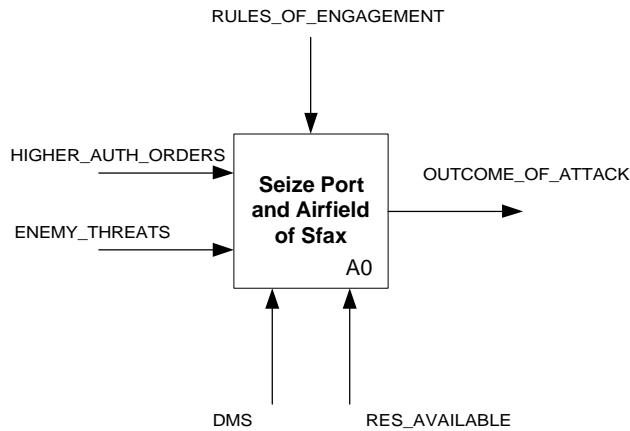 RULES_OF_ENGAGEMENT
HIGHER_AUTH_ORDERS
Seize Port
and Airfield
of Sfax
OUTCOME_OF_ATTACK
ENEMY_THREATS
A0
DMS
RES_AVAILABLE